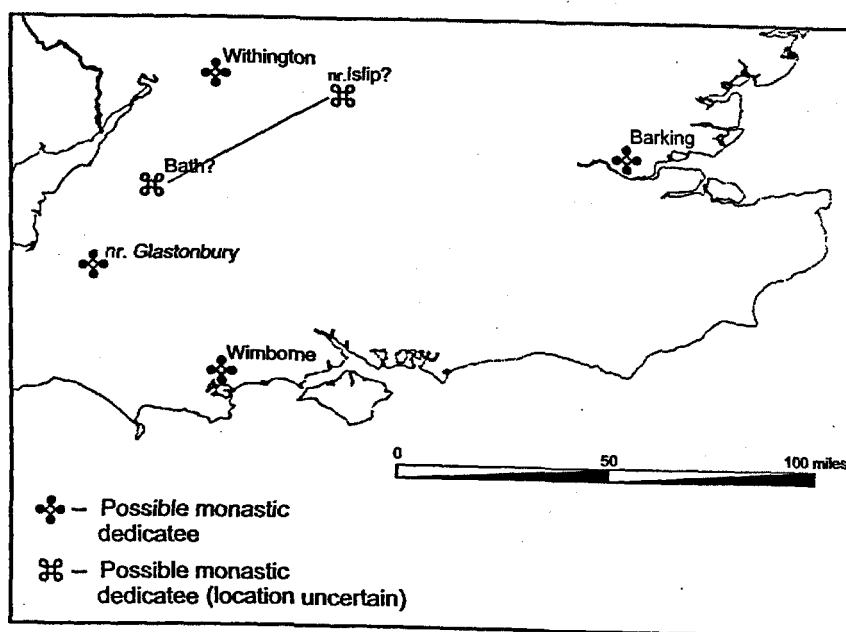 Withington
nr.Islip?
Barking
Bath?
nr. Glastonbury
Wimborne
0 50 100 miles
– Possible monastic
dedicatee
– Possible monastic
dedicatee (location uncertain)